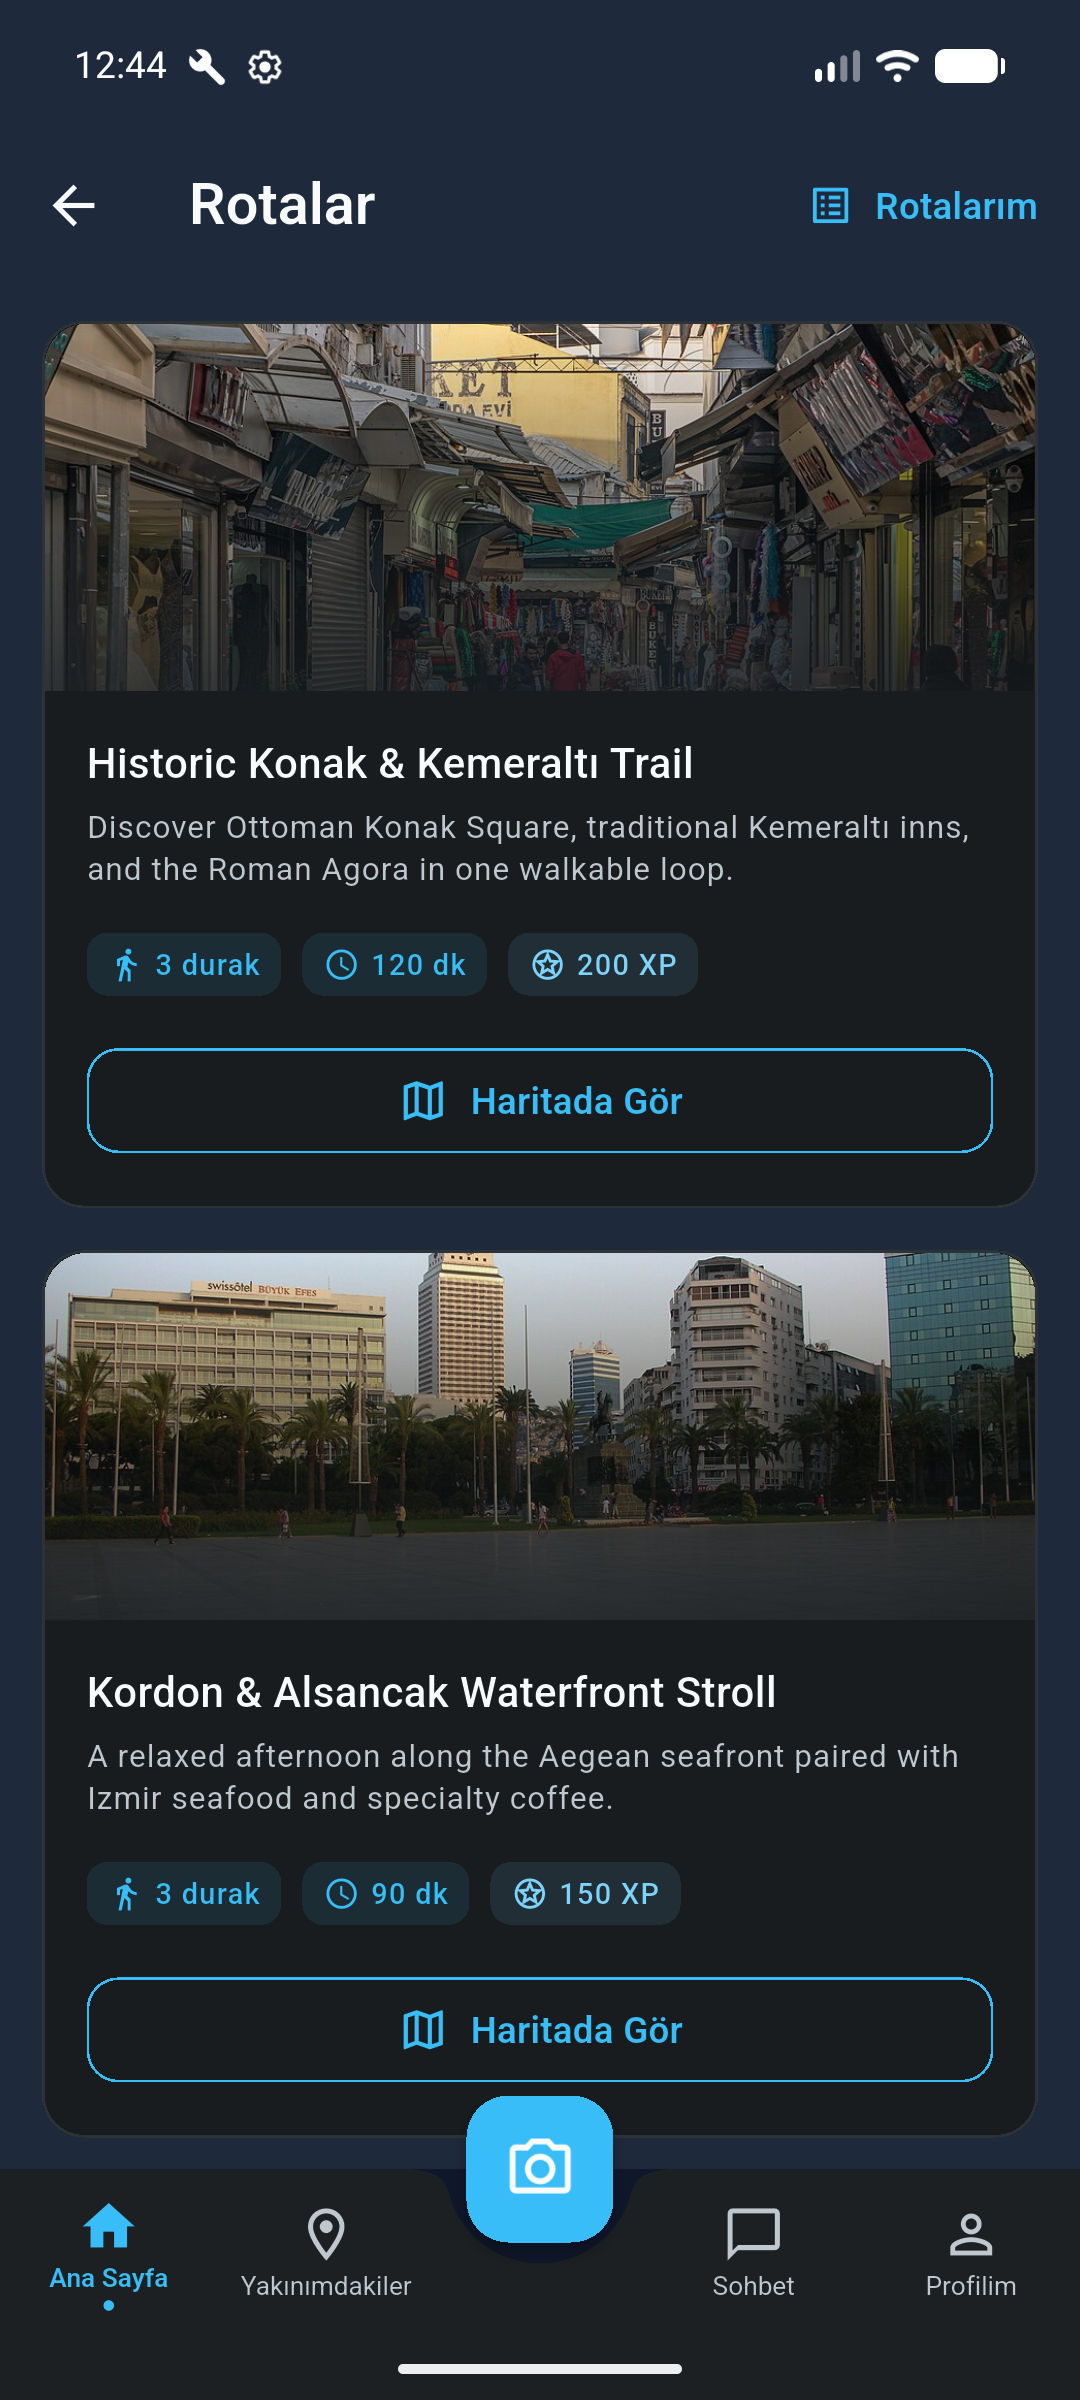 12:44
Rotalar
Rotalarım
KET
BU
swissôtel BÜYÜK EFES
Historic Konak & Kemeraltı Trail
Discover Ottoman Konak Square, traditional Kemeraltı inns,
and the Roman Agora in one walkable loop.
3 durak
120 dk
200 XP
Haritada Gör
Kordon & Alsancak Waterfront Stroll
A relaxed afternoon along the Aegean seafront paired with
Izmir seafood and specialty coffee.
3 durak
90 dk
150 XP
Haritada Gör
Ana Sayfa
Yakınımdakiler
Sohbet
Profilim